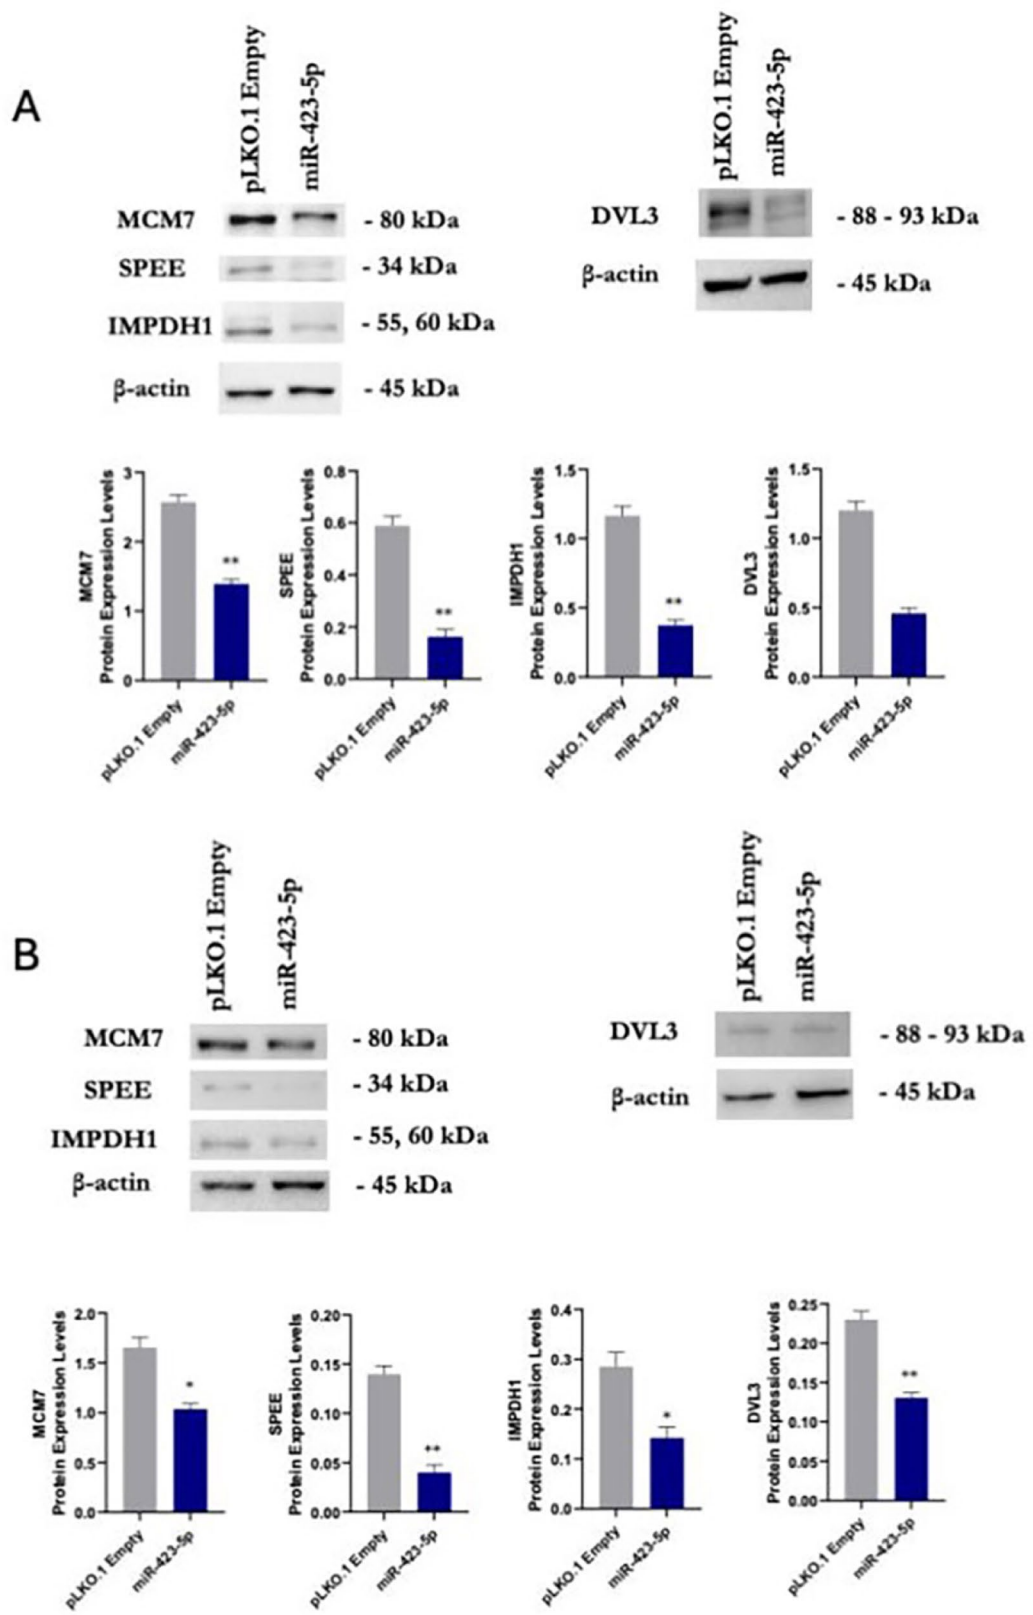 A
pLKO.1 Empty
miR-423-5p
MCM7
- 80 kDa
SPEE
- 34 kDa
IMPDH1
- 55, 60 kDa
β-actin
- 45 kDa
pLKO.1 Empty
miR-423-5p
DVL3
- 88 - 93 kDa
β-actin
- 45 kDa
MCM7
Protein Expression Levels
3
2
1
0
**
pLKO.1 Empty
miR-423-5p
SPEE
Protein Expression Levels
0.8
0.6
0.4
0.2
0.0
**
pLKO.1 Empty
miR-423-5p
IMPDH1
Protein Expression Levels
1.5
1.0
0.5
0.0
**
pLKO.1 Empty
miR-423-5p
DVL3
Protein Expression Levels
1.5
1.0
0.5
0.0
pLKO.1 Empty
miR-423-5p
B
pLKO.1 Empty
miR-423-5p
MCM7
- 80 kDa
SPEE
- 34 kDa
IMPDH1
- 55, 60 kDa
β-actin
- 45 kDa
pLKO.1 Empty
miR-423-5p
DVL3
- 88 - 93 kDa
β-actin
- 45 kDa
MCM7
Protein Expression Levels
2.0
1.5
1.0
0.5
0.0
*
pLKO.1 Empty
miR-423-5p
SPEE
Protein Expression Levels
0.20
0.15
0.10
0.05
0.00
**
pLKO.1 Empty
miR-423-5p
IMPDH1
Protein Expression Levels
0.4
0.3
0.2
0.1
0.0
*
pLKO.1 Empty
miR-423-5p
DVL3
Protein Expression Levels
0.25
0.20
0.15
0.10
0.05
0.00
**
pLKO.1 Empty
miR-423-5p